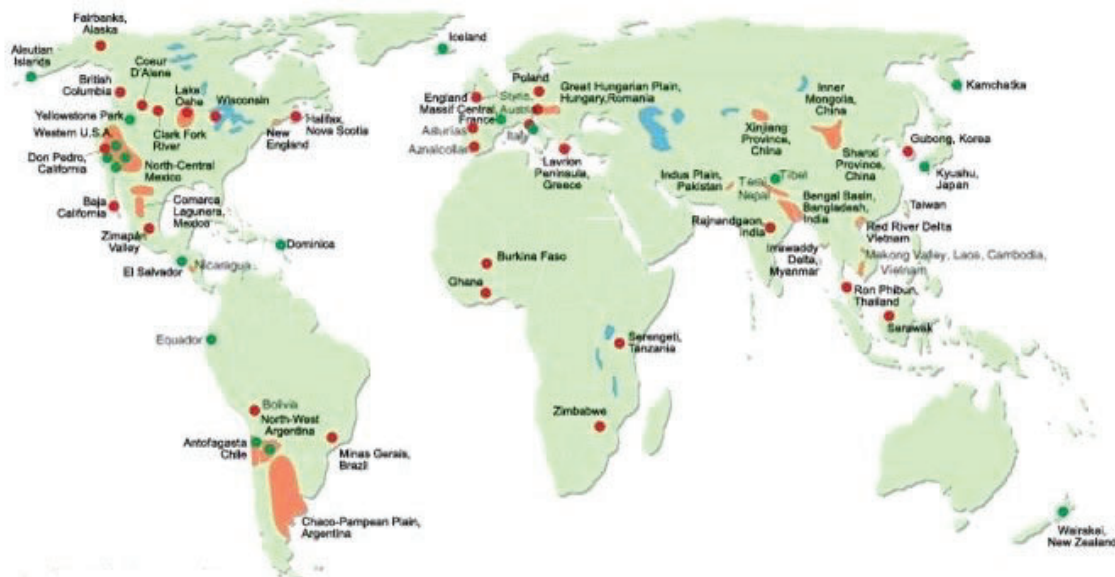 Fairbanks,
Alaska
Aleutian
Islands
Coeur
D'Alene
British
Columbia
Lake
Oahe
Wisconsin
Yellowstone Park
Western U.S.A.
Clark Fork
River
New
England
Halifax,
Nova Scotia
Don Pedro,
California
North-Central
Mexico
Baja
California
Comarca
Lagunera,
Mexico
Zimapán
Valley
El Salvador
Nicaragua
Dominica
Equador
Bolivia
North-West
Argentina
Antofagasta
Chile
Minas Gerais,
Brazil
Chaco-Pampean Plain,
Argentina
Iceland
Poland
England
Styria,
Austria
Massif Central,
France
Great Hungarian Plain,
Hungary,Romania
Asturias
Aznalcollar
Italy
Lavrion
Peninsula,
Greece
Burkina Faso
Ghana
Serengeti,
Tanzania
Zimbabwe
Inner
Mongolia,
China
Kamchatka
Xinjiang
Province,
China
Shanxi
Province,
China
Gubong, Korea
Kyushu,
Japan
Indus Plain,
Pakistan
Nepal
Tibet
Bengal Basin,
Bangladesh,
India
Taiwan
Rajnandgaon,
India
Red River Delta
Vietnam
Irrawaddy
Delta,
Myanmar
Mekong Valley, Laos, Cambodia,
Vietnam
Ron Phibun,
Thailand
Sarawak
Wairakei,
New Zealand